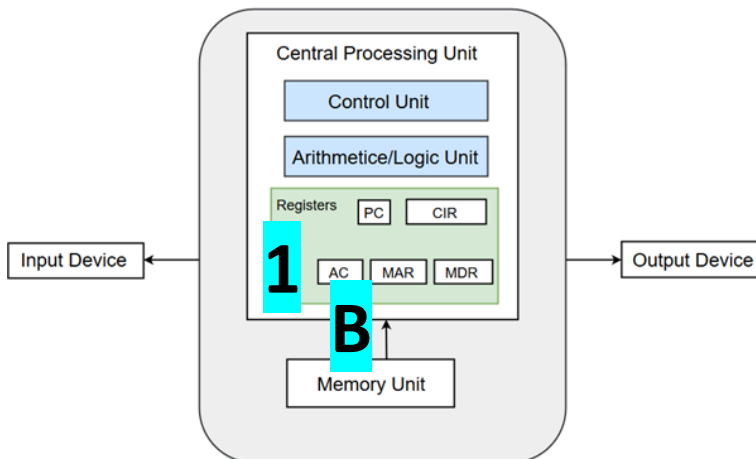 Central Processing Unit
Control Unit
Arithmetice/Logic Unit
Registers
PC
CIR
1
Input Device
Output Device
AC
MAR
MDR
B
Memory Unit